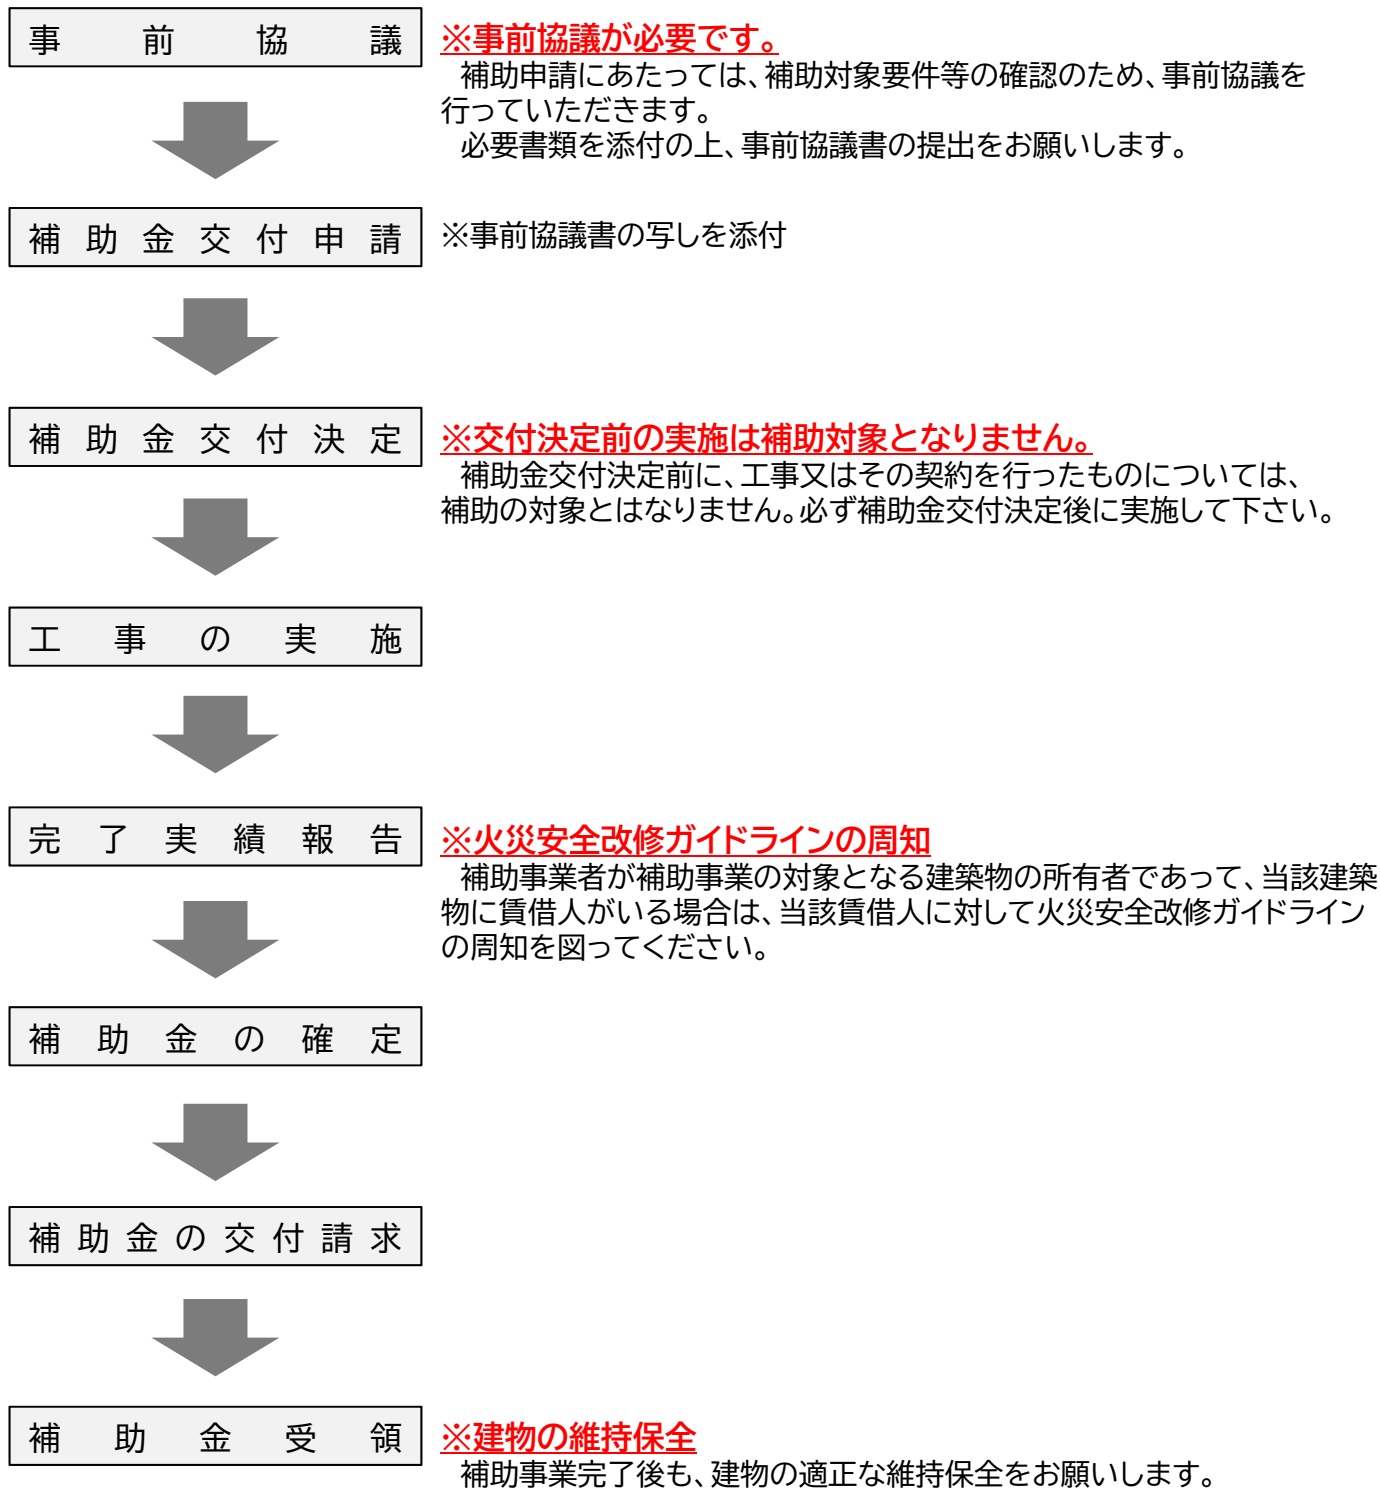 事前協議
※事前協議が必要です。
補助申請にあたっては、補助対象要件等の確認のため、事前協議を
行っていただきます。
必要書類を添付の上、事前協議書の提出をお願いします。
補助金交付申請
※事前協議書の写しを添付
補助金交付決定
※交付決定前の実施は補助対象となりません。
補助金交付決定前に、工事又はその契約を行ったものについては、
補助の対象とはなりません。必ず補助金交付決定後に実施して下さい。
工事の実施
完了実績報告
※火災安全改修ガイドラインの周知
補助事業者が補助事業の対象となる建築物の所有者であって、当該建築
物に賃借人がいる場合は、当該賃借人に対して火災安全改修ガイドライン
の周知を図ってください。
補助金の確定
補助金の交付請求
補助金受領
※建物の維持保全
補助事業完了後も、建物の適正な維持保全をお願いします。